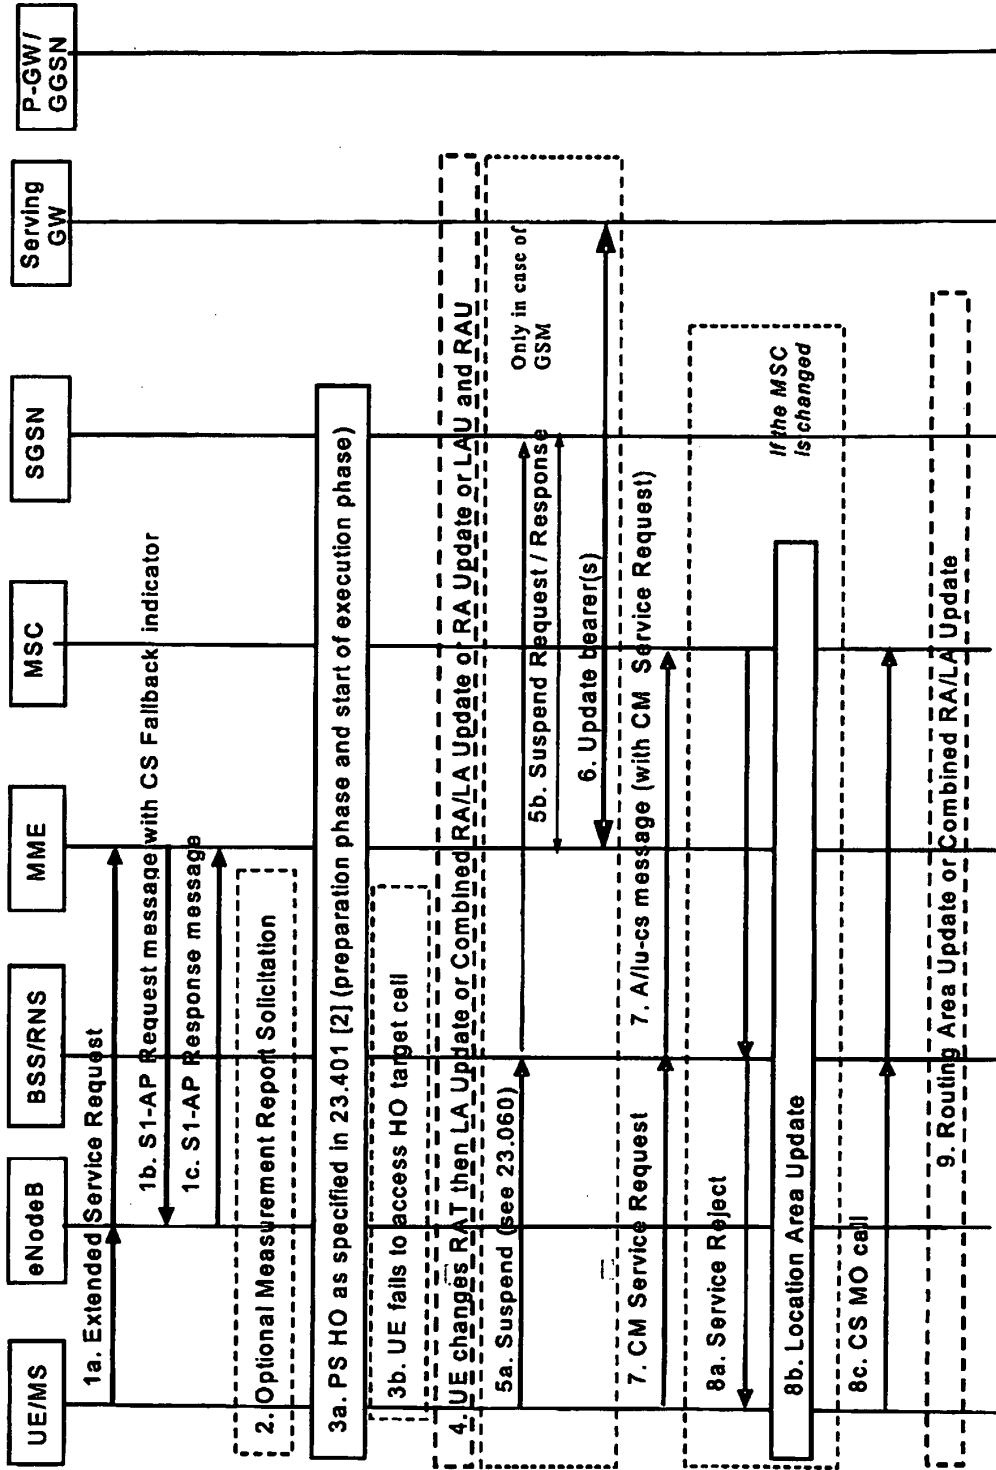 UE/MS
eNodeB
BSS/RNS
MME
MSC
SGSN
Serving
GW
P-GW/
GGSN
1a. Extended Service Request
1b. S1-AP Request message with CS Fallback indicator
1c. S1-AP Response message
2. Optional Measurement Report Solicitation
3a. PS HO as specified in 23.401 [2] (preparation phase and start of execution phase)
3b. UE fails to access HO target cell
4. UE changes RAT then LA Update or Combined RA/LA Update or RA Update or LAU and RAU
5a. Suspend (see 23.060)
5b. Suspend Request / Response
Only in case of
GSM
6. Update bearer(s)
7. CM Service Request
7. A/Iu-cs message (with CM Service Request)
8a. Service Reject
If the MSC
is changed
8b. Location Area Update
8c. CS MO call
9. Routing Area Update or Combined RA/LA Update